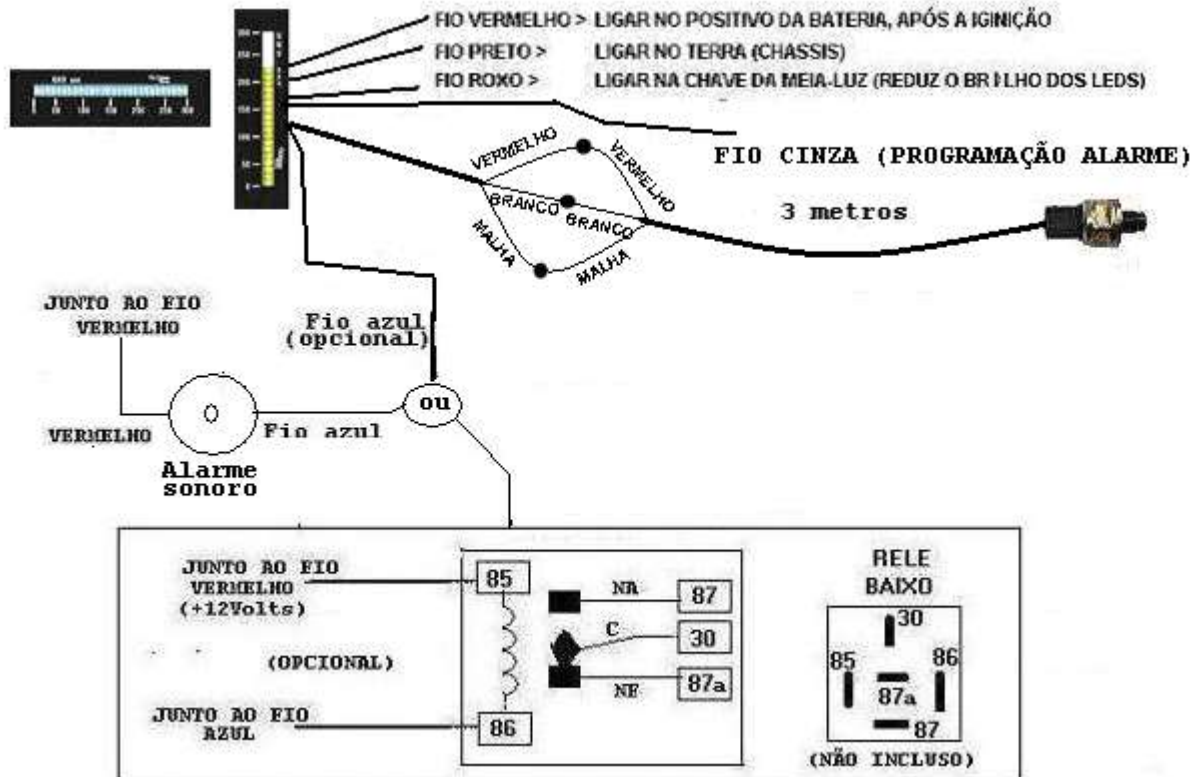 FIO VERMELHO > LIGAR NO POSITIVO DA BATERIA, APÓS A IGINIÇÃO
FIO PRETO > LIGAR NO TERRA (CHASSIS)
FIO ROXO > LIGAR NA CHAVE DA MEIA-LUZ (REDUZ O BRILHO DOS LEDS)
FIO CINZA (PROGRAMAÇÃO ALARME)
VERMELHO
VERMELHO
BRANCO
BRANCO
MALHA
MALHA
3 metros
JUNTO AO FIO
VERMELHO
Fio azul
(opcional)
ou
VERMELHO
Fio azul
Alarme
sonoro
JUNTO AO FIO
VERMELHO
(+12Volts)
(OPCIONAL)
JUNTO AO FIO
AZUL
85
86
NA
87
C
30
NF
87a
RELE
BAIXO
30
85
86
87a
87
(NÃO INCLUSO)